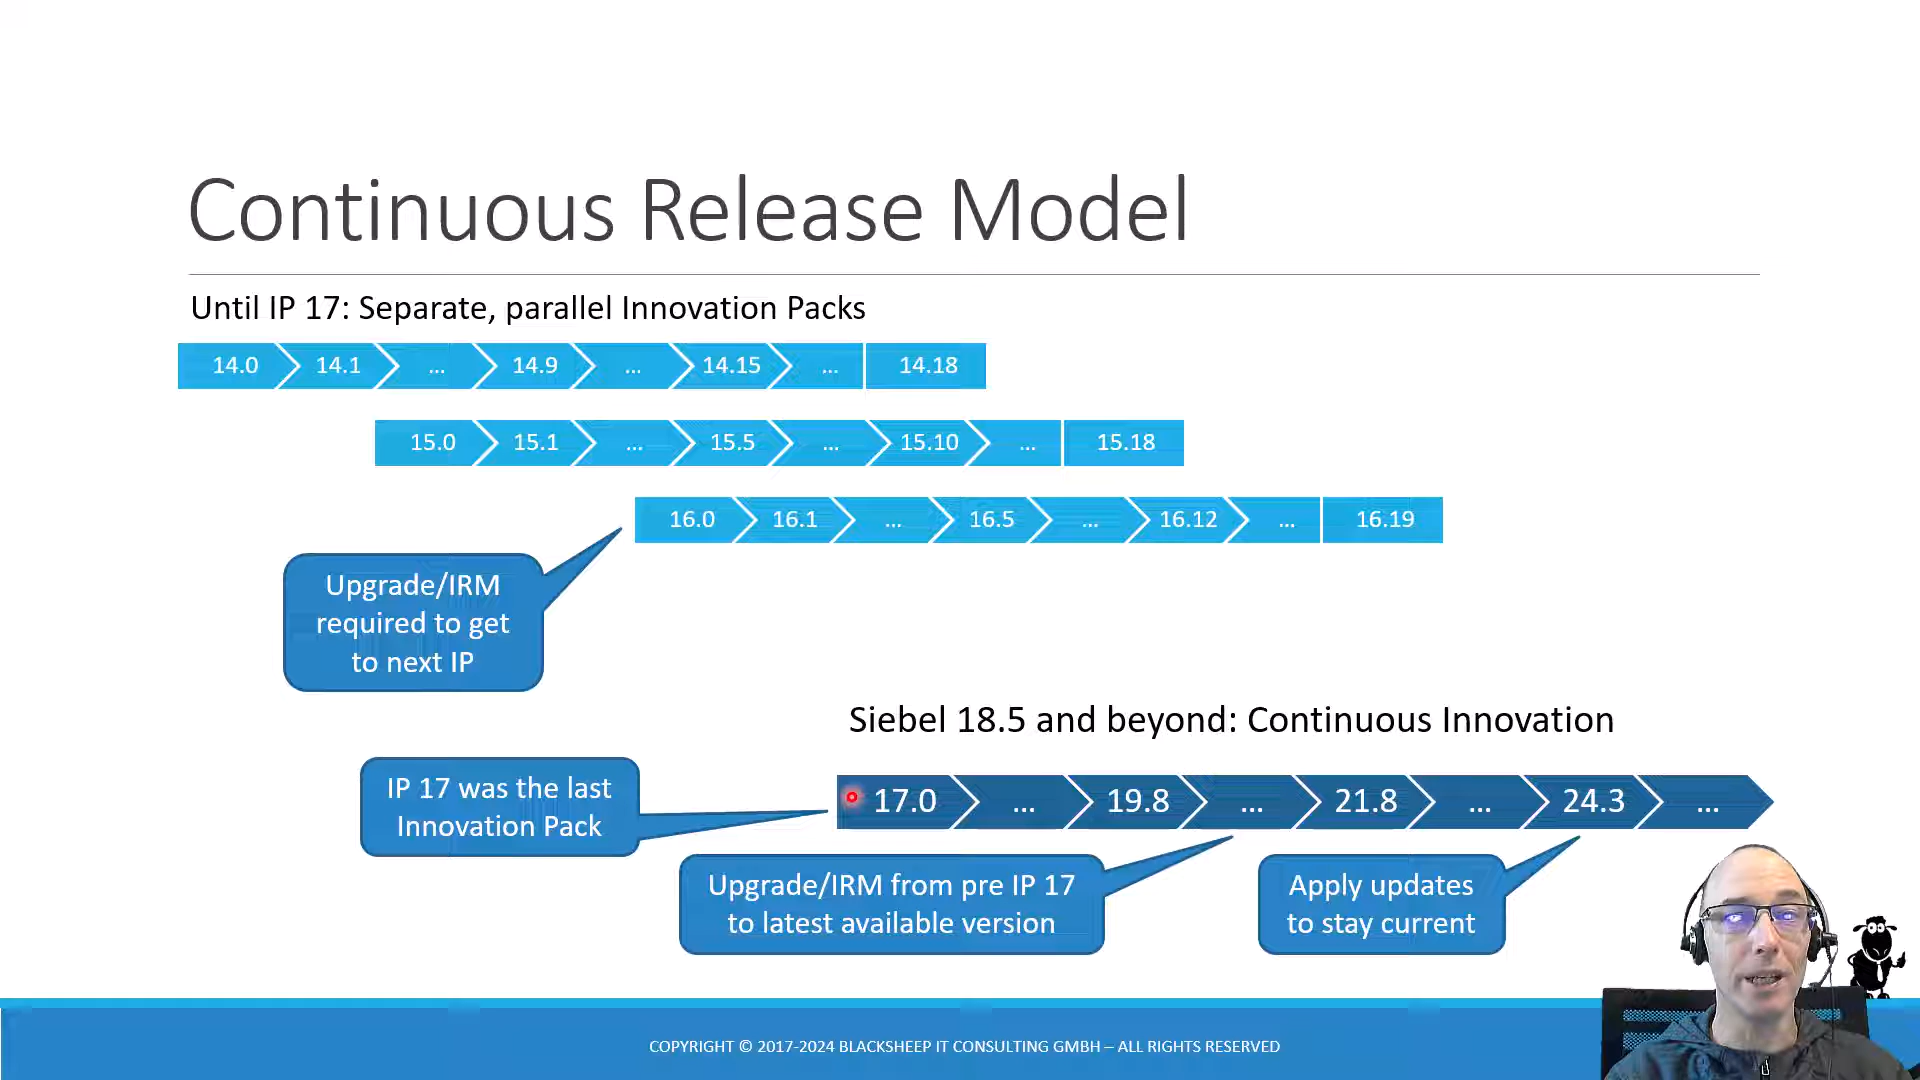 Continuous Release Model
Until IP 17: Separate, parallel Innovation Packs
14.0 14.1 ... 14.9 ... 14.15 ... 14.18
15.0 15.1 ... 15.5 ... 15.10 ... 15.18
16.0 16.1 ... 16.5 ... 16.12 ... 16.19
Upgrade/IRM
required to get
to next IP
Siebel 18.5 and beyond: Continuous Innovation
IP 17 was the last
Innovation Pack
17.0 ... 19.8 ... 21.8 ... 24.3 ...
Upgrade/IRM from pre IP 17
to latest available version
Apply updates
to stay current
COPYRIGHT © 2017-2024 BLACKSHEEP IT CONSULTING GMBH – ALL RIGHTS RESERVED